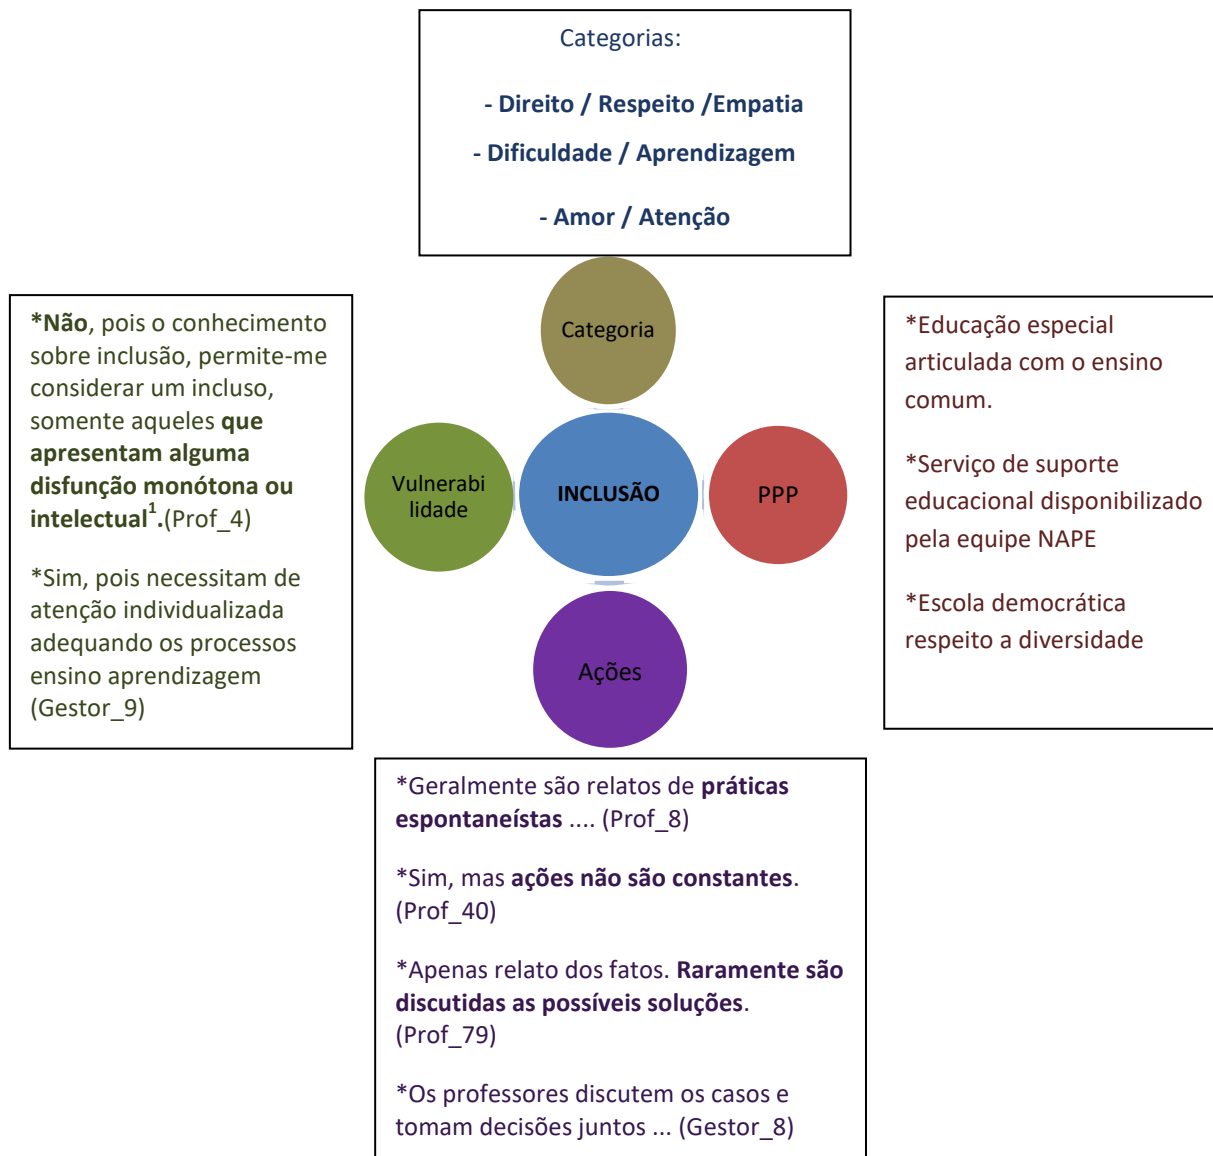 Categorias:
- Direito / Respeito /Empatia
- Dificuldade / Aprendizagem
- Amor / Atenção
Categoria
*Não, pois o conhecimento
sobre inclusão, permite-me
considerar um incluso,
somente aqueles que
apresentam alguma
disfunção monótona ou
intelectual¹.(Prof_4)
*Sim, pois necessitam de
atenção individualizada
adequando os processos
ensino aprendizagem
(Gestor_9)
Vulnerabi
lidade
INCLUSÃO
PPP
*Educação especial
articulada com o ensino
comum.
*Serviço de suporte
educacional disponibilizado
pela equipe NAPE
*Escola democrática
respeito a diversidade
Ações
*Geralmente são relatos de práticas
espontaneístas .... (Prof_8)
*Sim, mas ações não são constantes.
(Prof_40)
*Apenas relato dos fatos. Raramente são
discutidas as possíveis soluções.
(Prof_79)
*Os professores discutem os casos e
tomam decisões juntos ... (Gestor_8)